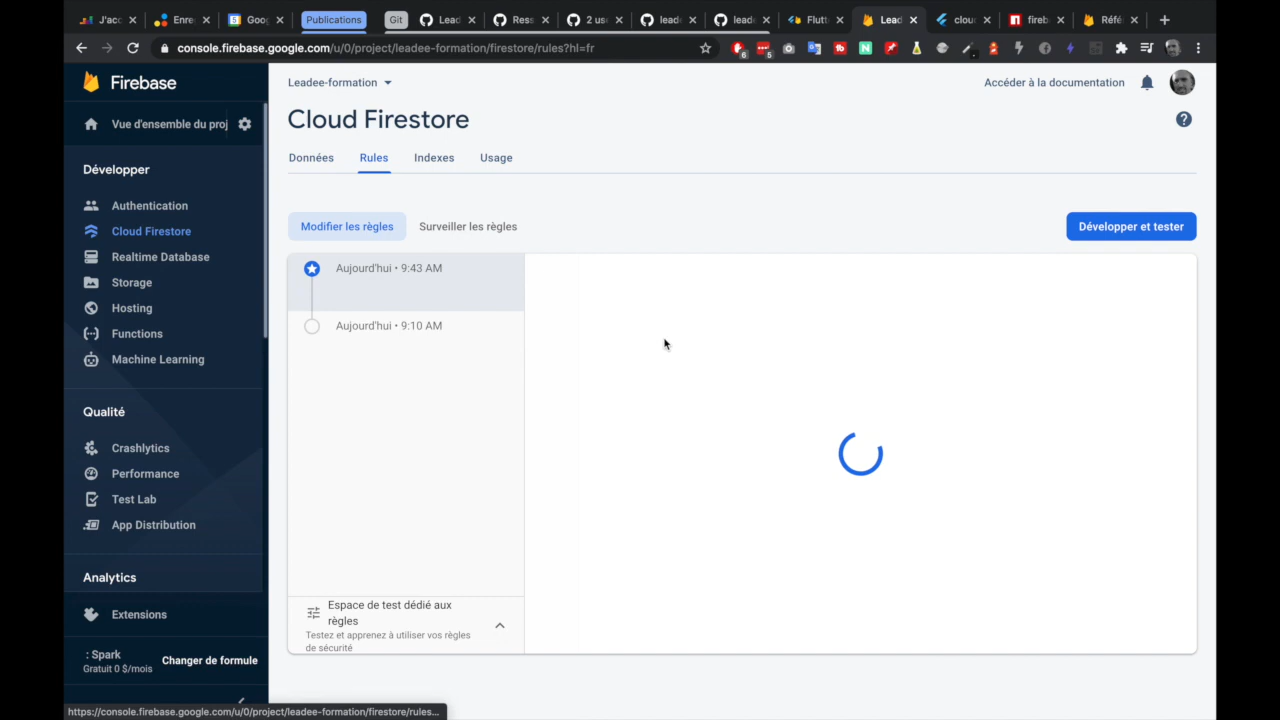 J'acc
Enre
Goog
Publications
Git
Lead
Ress
2 use
leade
leade
Flutt
Lead
clou
fireb
Réfé
console.firebase.google.com/u/0/project/leadee-formation/firestore/rules?hl=fr
Firebase
Leadee-formation
Accéder à la documentation
Vue d'ensemble du proj
Cloud Firestore
Données
Rules
Indexes
Usage
Développer
Authentication
Cloud Firestore
Realtime Database
Storage
Hosting
Functions
Machine Learning
Qualité
Crashlytics
Performance
Test Lab
App Distribution
Analytics
Extensions
: Spark
Gratuit 0 $/mois
Changer de formule
Modifier les règles
Surveiller les règles
Développer et tester
Aujourd'hui • 9:43 AM
Aujourd'hui • 9:10 AM
Espace de test dédié aux
règles
Testez et apprenez à utiliser vos règles
de sécurité
https://console.firebase.google.com/u/0/project/leadee-formation/firestore/rules...